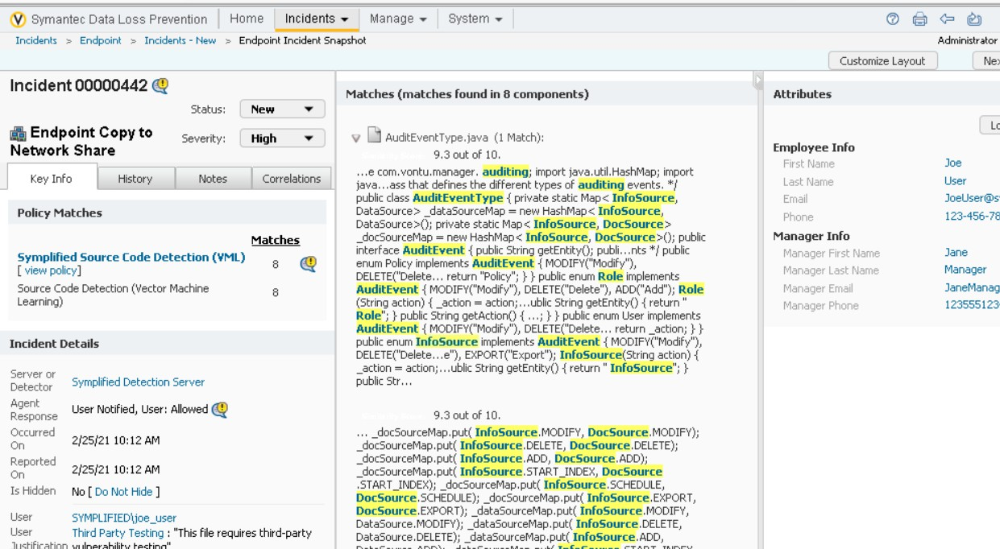 Symantec Data Loss Prevention Home Incidents Manage System
Incidents > Endpoint > Incidents - New > Endpoint Incident Snapshot Administrator
Customize Layout
Incident 00000442
Status: New
Endpoint Copy to
Network Share
Severity: High
Key Info History Notes Correlations
Policy Matches
Matches
Symplified Source Code Detection (VML) 8
[ view policy]
Source Code Detection (Vector Machine
Learning) 8
Incident Details
Server or
Detector Symplified Detection Server
Agent
Response User Notified, User: Allowed
Occurred
On 2/25/21 10:12 AM
Reported
On 2/25/21 10:12 AM
Is Hidden No [ Do Not Hide ]
User SYMPLIFIED\joe_user
User Third Party Testing : "This file requires third-party
Justification vulnerability testing"
Matches (matches found in 8 components)
AuditEventType.java (1 Match):
9.3 out of 10.
...e com.vontu.manager. auditing; import java.util.HashMap; import
java...ass that defines the different types of auditing events. */
public class AuditEventType { private static Map< InfoSource,
DataSource> _dataSourceMap = new HashMap< InfoSource,
DataSource>(); private static Map< InfoSource, DocSource>
_docSourceMap = new HashMap< InfoSource, DocSource>(); public
interface AuditEvent { public String getEntity(); publi...nts */ public
enum Policy implements AuditEvent { MODIFY("Modify"),
DELETE("Delete... return "Policy"; } } public enum Role implements
AuditEvent { MODIFY("Modify"), DELETE("Delete"), ADD("Add"); Role
(String action) { _action = action;...ublic String getEntity() { return "
Role"; } public String getAction() { ...; } } public enum User implements
AuditEvent { MODIFY("Modify"), DELETE("Delete... return _action; } }
public enum InfoSource implements AuditEvent { MODIFY("Modify"),
DELETE("Delete...e"), EXPORT("Export"); InfoSource(String action) {
_action = action;...ublic String getEntity() { return " InfoSource"; }
public Str...
9.3 out of 10.
... _docSourceMap.put( InfoSource.MODIFY, DocSource.MODIFY);
_docSourceMap.put( InfoSource.DELETE, DocSource.DELETE);
_docSourceMap.put( InfoSource.ADD, DocSource.ADD);
_docSourceMap.put( InfoSource.START_INDEX, DocSource
.START_INDEX); _docSourceMap.put( InfoSource.SCHEDULE,
DocSource.SCHEDULE); _docSourceMap.put( InfoSource.EXPORT,
DocSource.EXPORT); _dataSourceMap.put( InfoSource.MODIFY,
DataSource.MODIFY); _dataSourceMap.put( InfoSource.DELETE,
DataSource.DELETE); _dataSourceMap.put( InfoSource.ADD,
DataSource.ADD); _dataSourceMap.put( InfoSource.START_INDEX,
Attributes
Employee Info
First Name Joe
Last Name User
Email JoeUser@s
Phone 123-456-78
Manager Info
Manager First Name Jane
Manager Last Name Manager
Manager Email JaneManag
Manager Phone 123555123